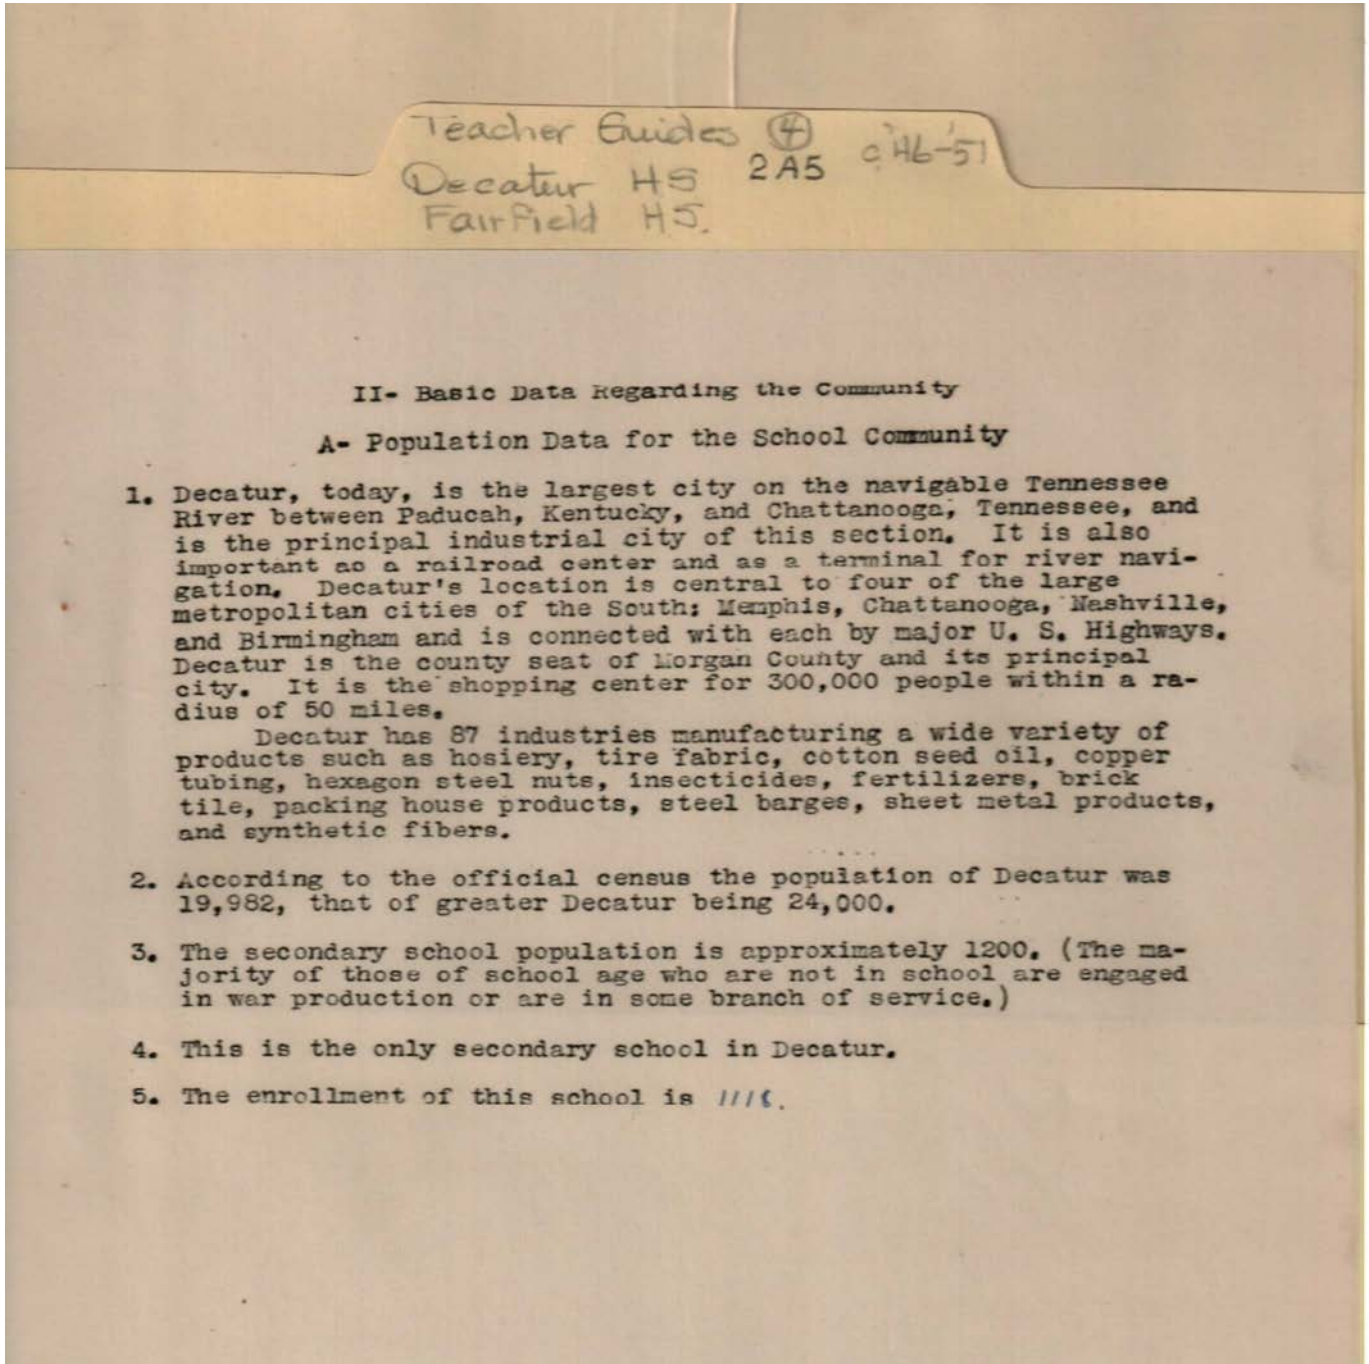 Teacher Guides 4
2A5 c '46-'51
Decatur HS
Fairfield H.S.
II- Basic Data Regarding the Community
A- Population Data for the School Community
1. Decatur, today, is the largest city on the navigable Tennessee
River between Paducah, Kentucky, and Chattanooga, Tennessee, and
is the principal industrial city of this section. It is also
important as a railroad center and as a terminal for river navi-
gation. Decatur's location is central to four of the large
metropolitan cities of the South: Memphis, Chattanooga, Nashville,
and Birmingham and is connected with each by major U. S. Highways.
Decatur is the county seat of Morgan County and its principal
city. It is the shopping center for 300,000 people within a ra-
dius of 50 miles.
Decatur has 87 industries manufacturing a wide variety of
products such as hosiery, tire fabric, cotton seed oil, copper
tubing, hexagon steel nuts, insecticides, fertilizers, brick
tile, packing house products, steel barges, sheet metal products,
and synthetic fibers.
2. According to the official census the population of Decatur was
19,982, that of greater Decatur being 24,000.
3. The secondary school population is approximately 1200. (The ma-
jority of those of school age who are not in school are engaged
in war production or are in some branch of service.)
4. This is the only secondary school in Decatur.
5. The enrollment of this school is